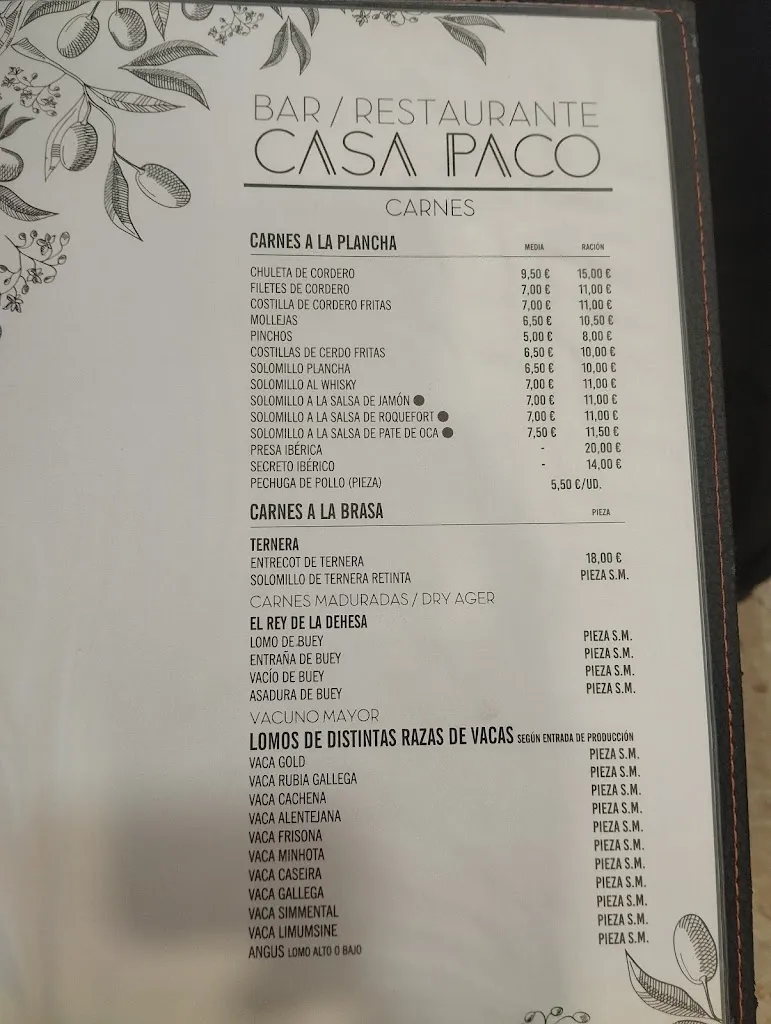 BAR / RESTAURANTE
CASA PACO
CARNES
CARNES A LA PLANCHA MEDIA RACIÓN
CHULETA DE CORDERO 9,50 € 15,00 €
FILETES DE CORDERO 7,00 € 11,00 €
COSTILLA DE CORDERO FRITAS 7,00 € 11,00 €
MOLLEJAS 6,50 € 10,50 €
PINCHOS 5,00 € 8,00 €
COSTILLAS DE CERDO FRITAS 6,50 € 10,00 €
SOLOMILLO PLANCHA 6,50 € 10,00 €
SOLOMILLO AL WHISKY 7,00 € 11,00 €
SOLOMILLO A LA SALSA DE JAMÓN ● 7,00 € 11,00 €
SOLOMILLO A LA SALSA DE ROQUEFORT ● 7,00 € 11,00 €
SOLOMILLO A LA SALSA DE PATE DE OCA ● 7,50 € 11,50 €
PRESA IBÉRICA - 20,00 €
SECRETO IBÉRICO - 14,00 €
PECHUGA DE POLLO (PIEZA) 5,50 €/UD.
CARNES A LA BRASA PIEZA
TERNERA
ENTRECOT DE TERNERA 18,00 €
SOLOMILLO DE TERNERA RETINTA PIEZA S.M.
CARNES MADURADAS / DRY AGER
EL REY DE LA DEHESA
LOMO DE BUEY PIEZA S.M.
ENTRAÑA DE BUEY PIEZA S.M.
VACÍO DE BUEY PIEZA S.M.
ASADURA DE BUEY PIEZA S.M.
VACUNO MAYOR
LOMOS DE DISTINTAS RAZAS DE VACAS SEGÚN ENTRADA DE PRODUCCIÓN
VACA GOLD PIEZA S.M.
VACA RUBIA GALLEGA PIEZA S.M.
VACA CACHENA PIEZA S.M.
VACA ALENTEJANA PIEZA S.M.
VACA FRISONA PIEZA S.M.
VACA MINHOTA PIEZA S.M.
VACA CASEIRA PIEZA S.M.
VACA GALLEGA PIEZA S.M.
VACA SIMMENTAL PIEZA S.M.
VACA LIMUMSINE PIEZA S.M.
ANGUS LOMO ALTO O BAJO PIEZA S.M.